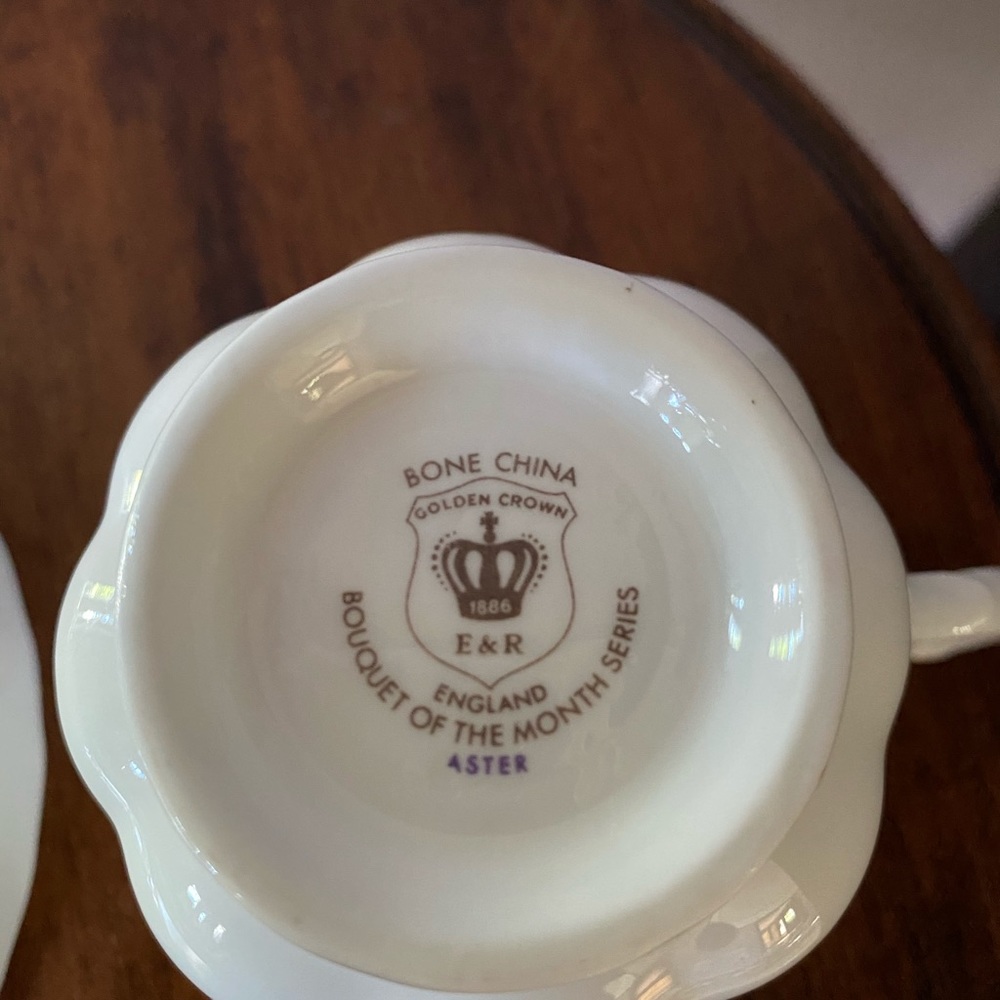 BONE CHINA
GOLDEN CROWN
1886
E & R
ENGLAND
BOUQUET OF THE MONTH SERIES
ASTER